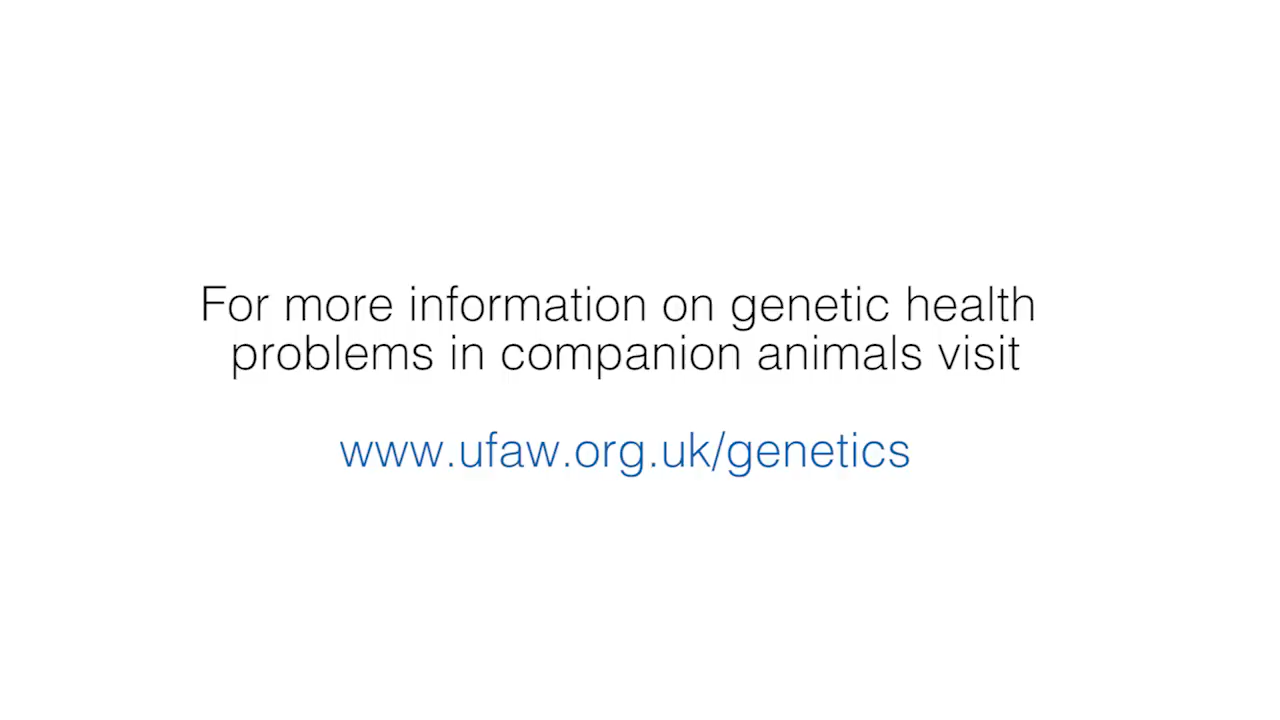 For more information on genetic health
problems in companion animals visit
www.ufaw.org.uk/genetics